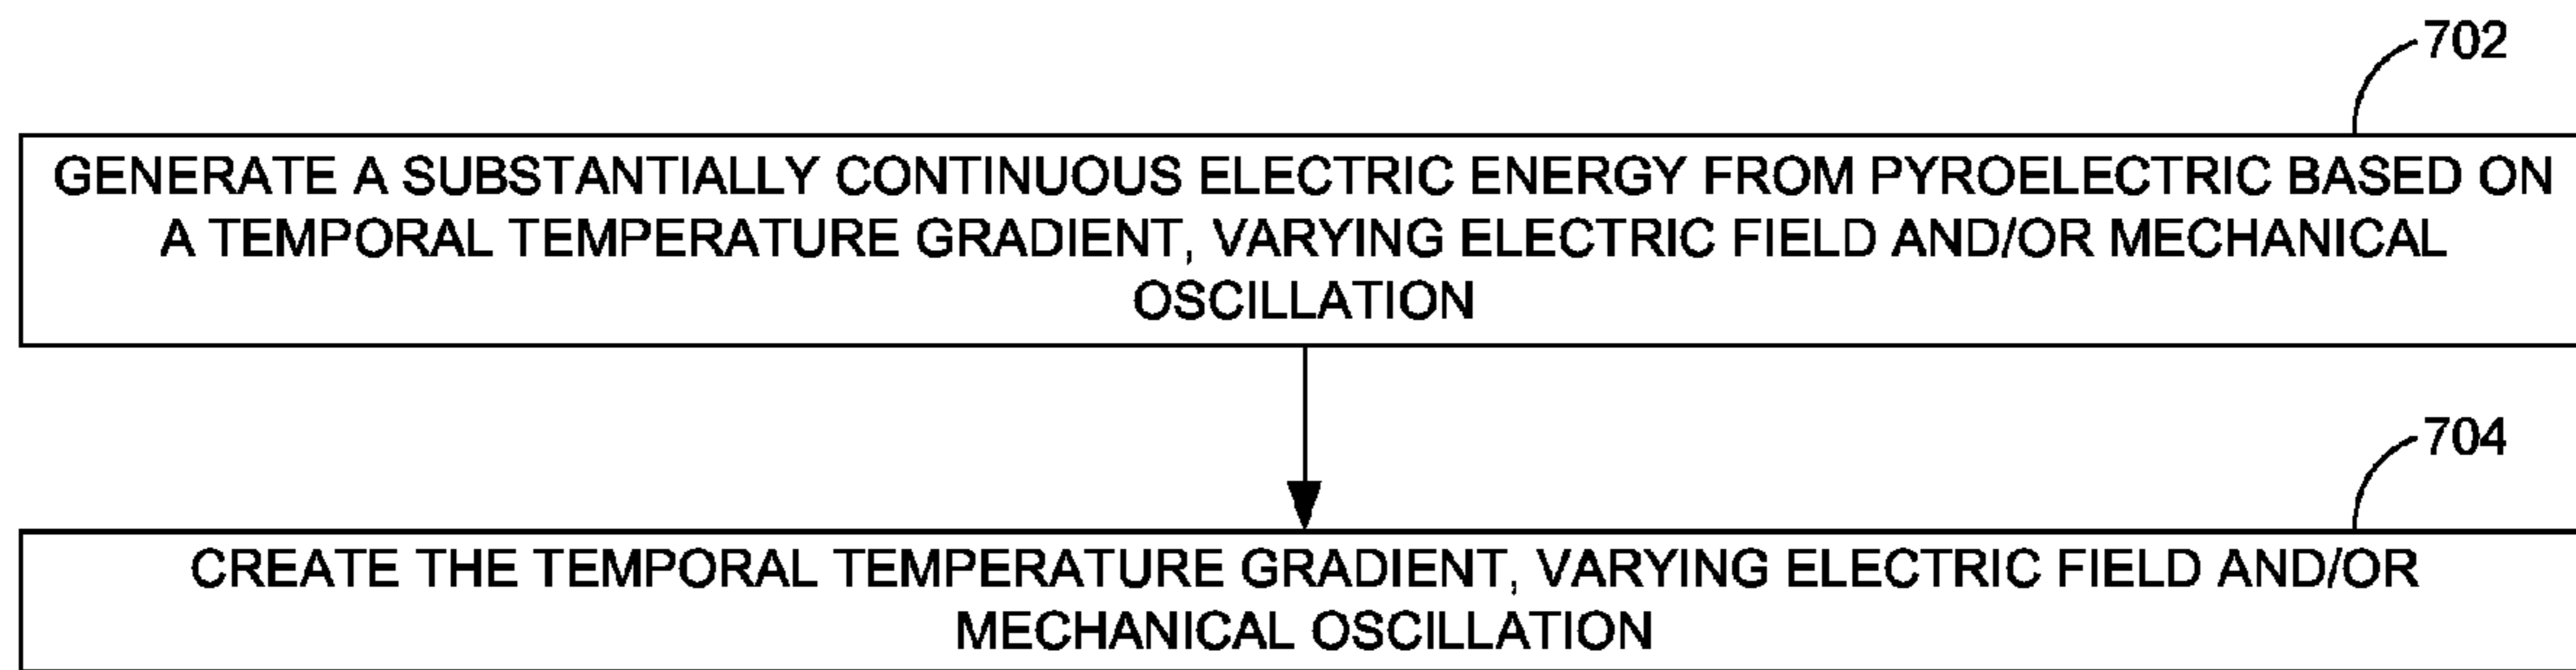 702
GENERATE A SUBSTANTIALLY CONTINUOUS ELECTRIC ENERGY FROM PYROELECTRIC BASED ON
A TEMPORAL TEMPERATURE GRADIENT, VARYING ELECTRIC FIELD AND/OR MECHANICAL
OSCILLATION
704
CREATE THE TEMPORAL TEMPERATURE GRADIENT, VARYING ELECTRIC FIELD AND/OR
MECHANICAL OSCILLATION